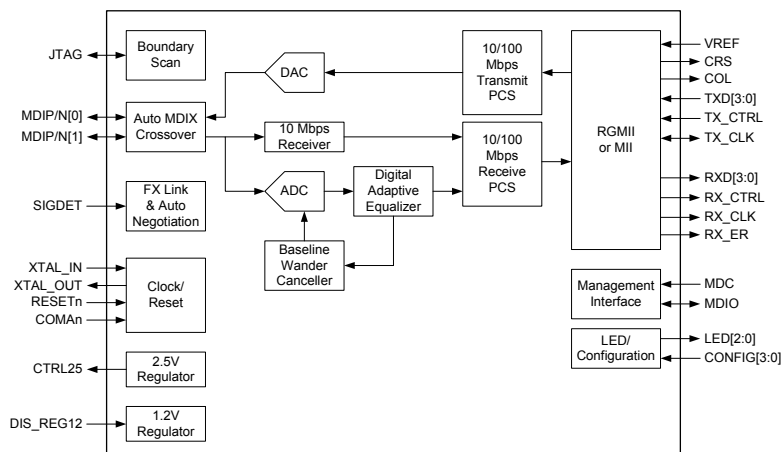 JTAG
Boundary
Scan
MDIP/N[0]
MDIP/N[1]
Auto MDIX
Crossover
DAC
10 Mbps
Receiver
ADC
Digital
Adaptive
Equalizer
Baseline
Wander
Canceller
10/100
Mbps
Transmit
PCS
10/100
Mbps
Receive
PCS
RGMII
or MII
VREF
CRS
COL
TXD[3:0]
TX_CTRL
TX_CLK
RXD[3:0]
RX_CTRL
RX_CLK
RX_ER
SIGDET
FX Link
& Auto
Negotiation
XTAL_IN
XTAL_OUT
RESETn
COMAn
Clock/
Reset
Management
Interface
MDC
MDIO
LED/
Configuration
LED[2:0]
CONFIG[3:0]
CTRL25
2.5V
Regulator
DIS_REG12
1.2V
Regulator